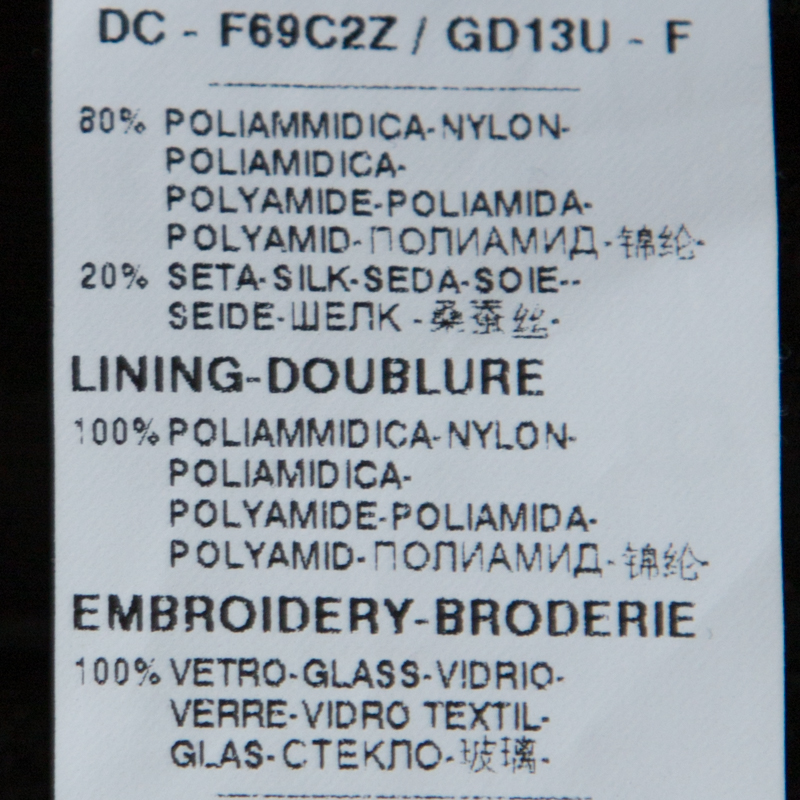 DC - F69C2Z / GD13U - F
80% POLIAMMIDICA-NYLON-
POLIAMIDICA-
POLYAMIDE-POLIAMIDA-
POLYAMID-ПОЛИАМИД-锦纶-
20% SETA-SILK-SEDA-SOIE--
SEIDE-ШЕЛК -桑蚕丝-
LINING-DOUBLURE
100% POLIAMMIDICA-NYLON-
POLIAMIDICA-
POLYAMIDE-POLIAMIDA-
POLYAMID-ПОЛИАМИД-锦纶-
EMBROIDERY-BRODERIE
100% VETRO-GLASS-VIDRIO-
VERRE-VIDRO TEXTIL-
GLAS-СТЕКЛО-玻璃-